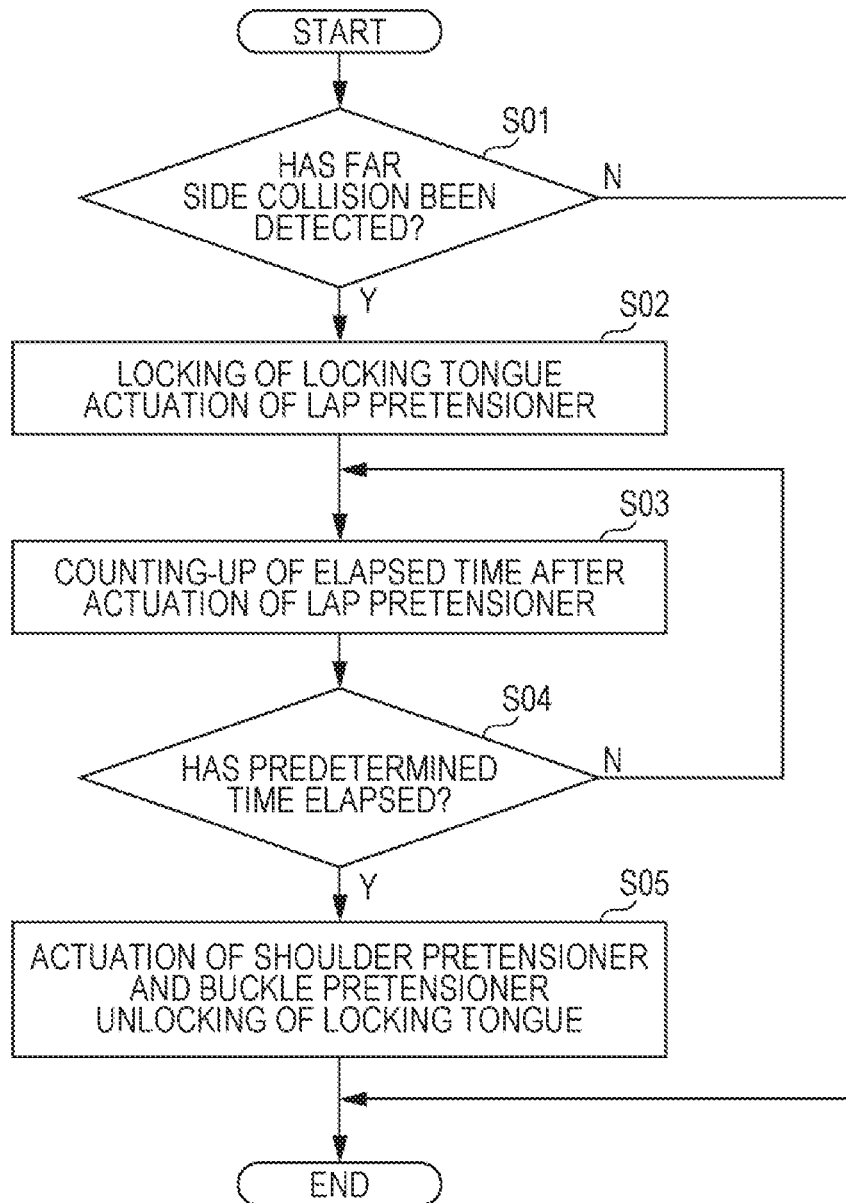 START
S01
HAS FAR
SIDE COLLISION BEEN
DETECTED?
N
Y
S02
LOCKING OF LOCKING TONGUE
ACTUATION OF LAP PRETENSIONER
S03
COUNTING-UP OF ELAPSED TIME AFTER
ACTUATION OF LAP PRETENSIONER
S04
HAS PREDETERMINED
TIME ELAPSED?
N
Y
S05
ACTUATION OF SHOULDER PRETENSIONER
AND BUCKLE PRETENSIONER
UNLOCKING OF LOCKING TONGUE
END